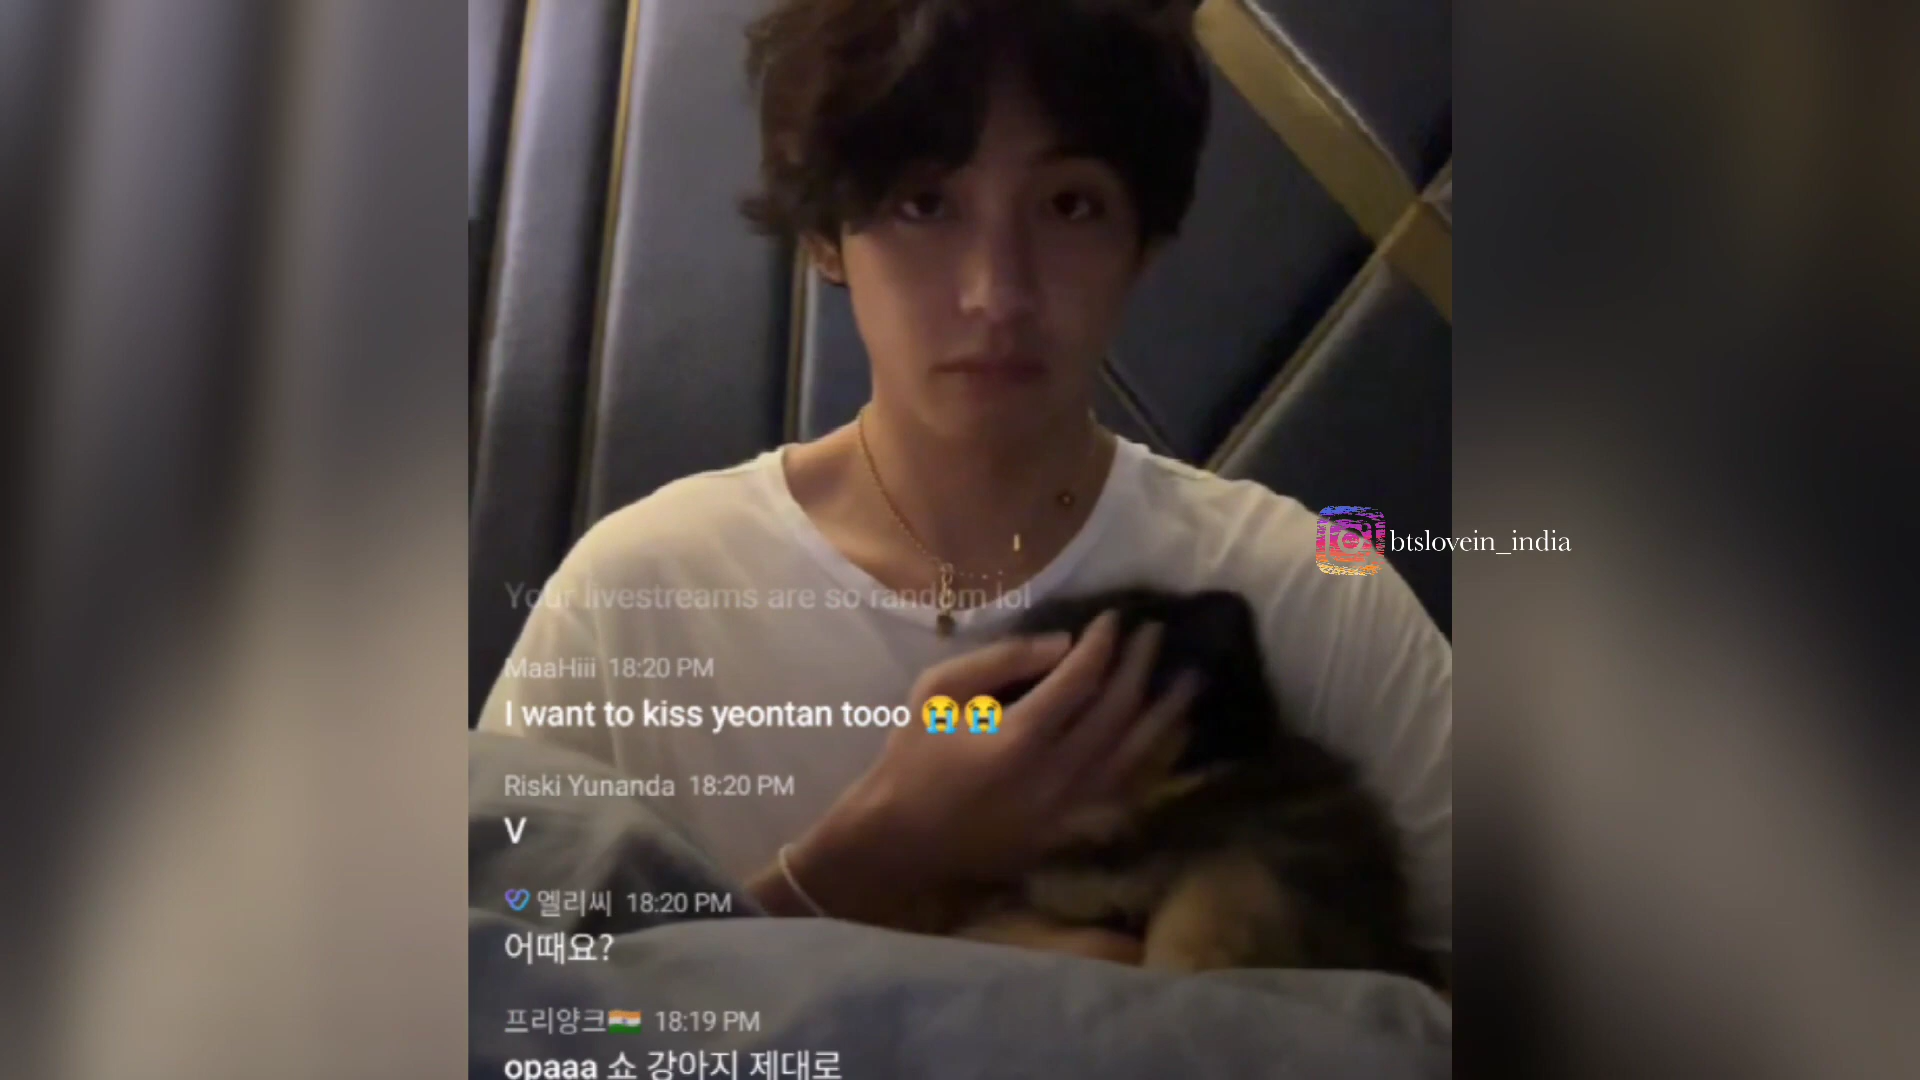 Your livestreams are so random lol
MaaHiii 18:20 PM
I want to kiss yeontan tooo 😭😭
Riski Yunanda 18:20 PM
V
엘리씨 18:20 PM
어때요?
프리양크🇮🇳 18:19 PM
opaaa 쇼 강아지 제대로
btslovein_india